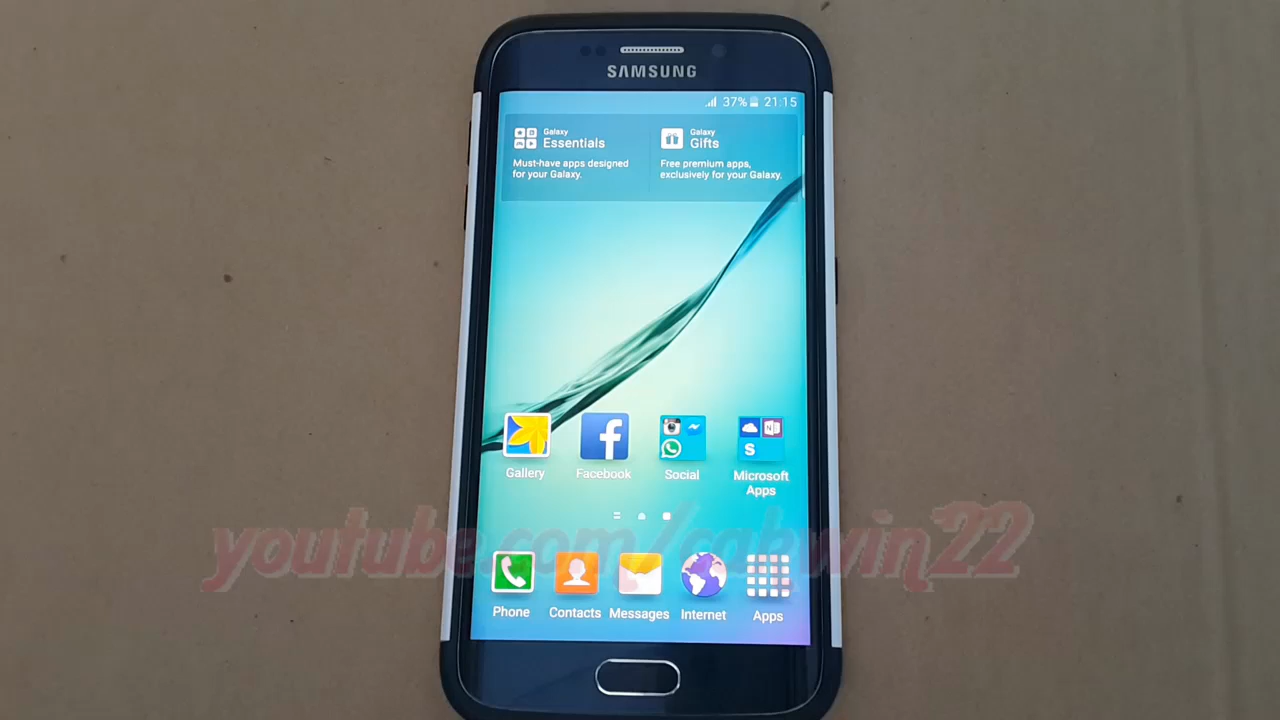 SAMSUNG
37% 21:15
Galaxy
Essentials
Must-have apps designed
for your Galaxy.
Galaxy
Gifts
Free premium apps,
exclusively for your Galaxy.
Gallery
Facebook
Social
Microsoft
Apps
youtube.com/cakwin22
Phone
Contacts
Messages
Internet
Apps